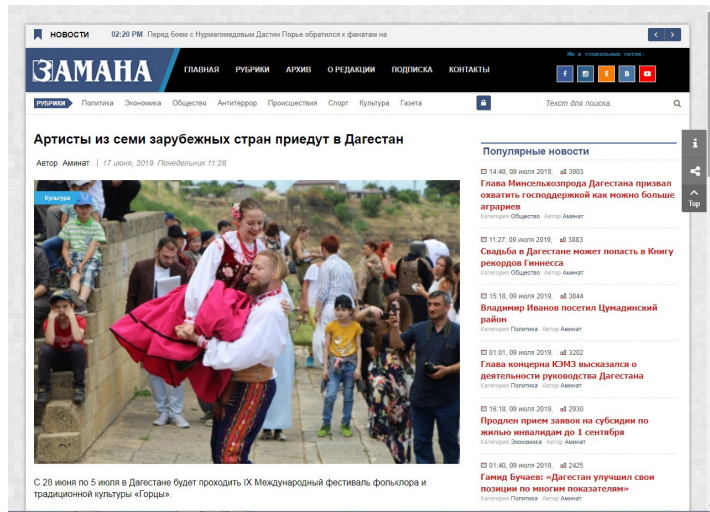 НОВОСТИ 02:20 PM Перед боем с Нурмагомедовым Дастин Порье обратился к фанатам на
Мы в социальных сетях:
ЗАМАНА
ГЛАВНАЯ РУБРИКИ АРХИВ О РЕДАКЦИИ ПОДПИСКА КОНТАКТЫ
РУБРИКИ Политика Экономика Общество Антитеррор Происшествия Спорт Культура Газета Текст для поиска..
Артисты из семи зарубежных стран приедут в Дагестан
Автор Аминат | 17 июня, 2019. Понедельник 11:28
Культура
С 28 июня по 5 июля в Дагестане будет проходить IX Международный фестиваль фольклора и
традиционной культуры «Горцы».
Популярные новости
14:49, 09 июля 2019, 3903
Глава Минсельхозпрода Дагестана призвал
охватить господдержкой как можно больше
аграриев
Категория Общество Автор Аминат
11:27, 09 июля 2019 3883
Свадьба в Дагестане может попасть в Книгу
рекордов Гиннесса
Категория Общество Автор Аминат
15:18, 09 июля 2019, 3844
Владимир Иванов посетил Цумадинский
район
Категория Политика Автор Аминат
01:01, 09 июля 2019, 3202
Глава концерна КЭМЗ высказался о
деятельности руководства Дагестана
Категория Политика Автор Аминат
16:18, 09 июля 2019, 2930
Продлен прием заявок на субсидии по
жилью инвалидам до 1 сентября
Категория Экономика Автор Аминат
01:40, 09 июля 2019, 2425
Гамид Бучаев: «Дагестан улучшил свои
позиции по многим показателям»
Категория Политика Автор Аминат
Top